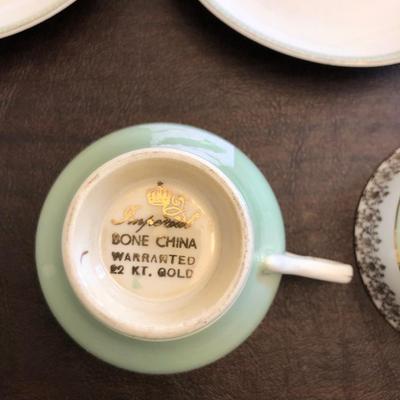 Imperial
BONE CHINA
WARRANTED
22 KT. GOLD